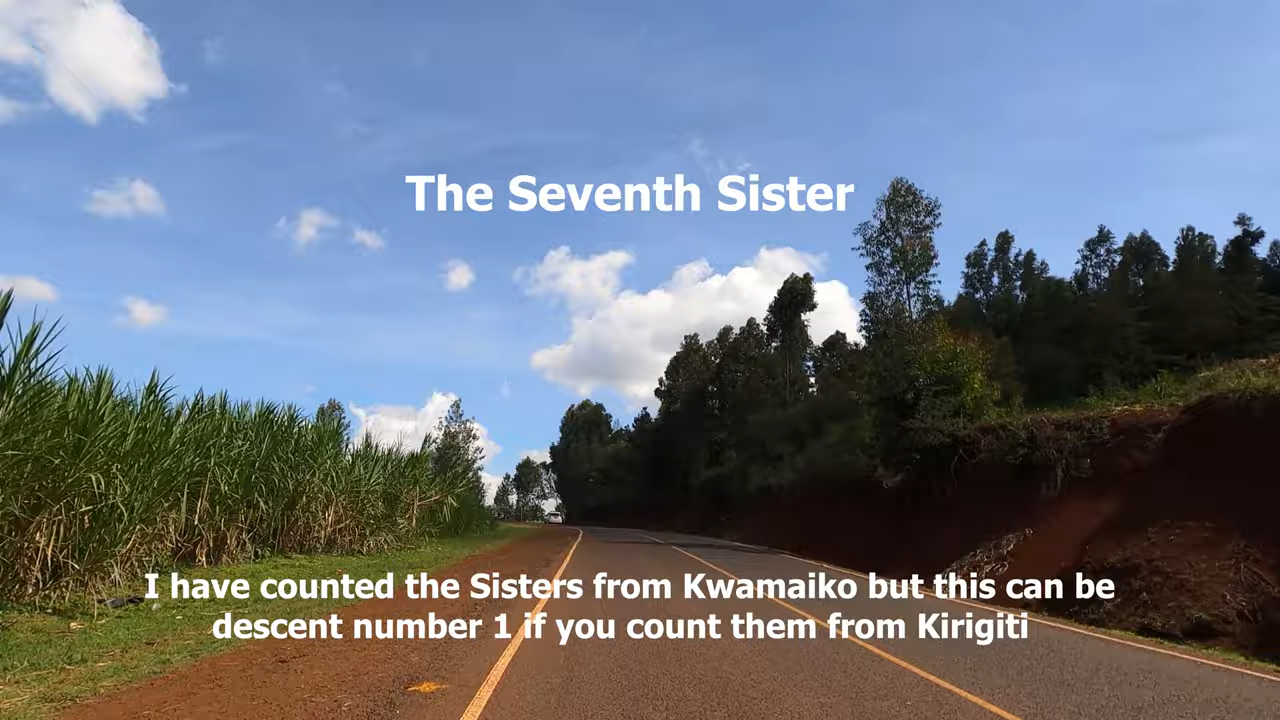 The Seventh Sister
I have counted the Sisters from Kwamaiko but this can be
descent number 1 if you count them from Kirigiti